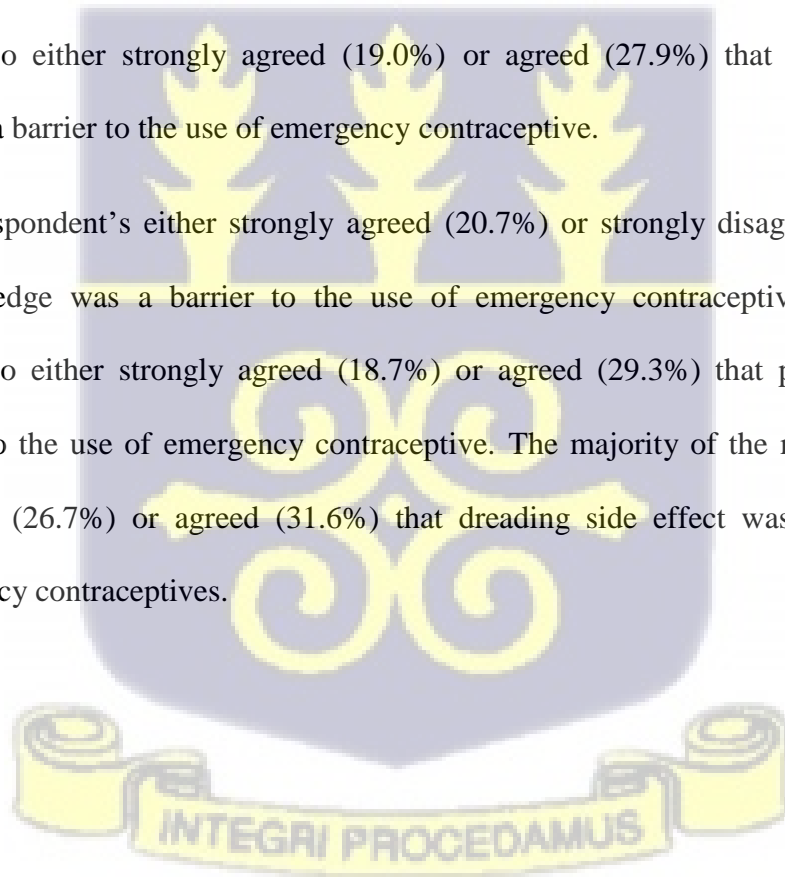 o either strongly agreed (19.0%) or agreed (27.9%) that
a barrier to the use of emergency contraceptive.
spondent's either strongly agreed (20.7%) or strongly disag
edge was a barrier to the use of emergency contraceptiv
o either strongly agreed (18.7%) or agreed (29.3%) that p
o the use of emergency contraceptive. The majority of the r
(26.7%) or agreed (31.6%) that dreading side effect was
cy contraceptives.
INTEGRI PROCEDAMUS